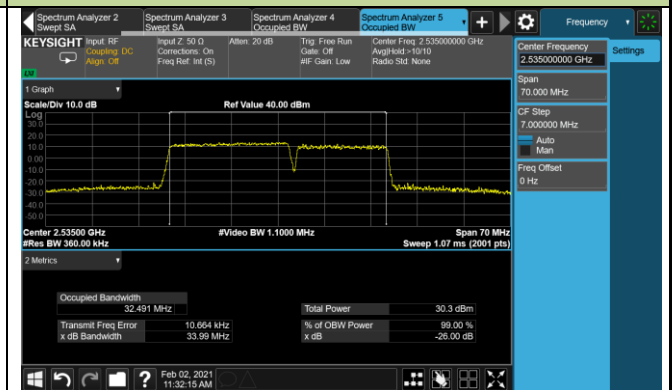 Spectrum Analyzer 2
Swept SA
Spectrum Analyzer 3
Swept SA
Spectrum Analyzer 4
Occupied BW
Spectrum Analyzer 5
Occupied BW
Frequency
KEYSIGHT
Input: RF
Coupling: DC
Align: Off
Input Z: 50 Ω
Corrections: On
Freq Ref: Int (S)
Atten: 20 dB
Trig: Free Run
Gate: Off
#IF Gain: Low
Center Freq: 2.535000000 GHz
Avg|Hold:>10/10
Radio Std: None
Center Frequency
2.535000000 GHz
Settings
Span
70.000 MHz
CF Step
7.000000 MHz
Auto
Man
Freq Offset
0 Hz
1 Graph
Scale/Div 10.0 dB
Ref Value 40.00 dBm
Log
30.0
20.0
10.0
0.00
-10.0
-20.0
-30.0
-40.0
-50.0
Center 2.53500 GHz
#Video BW 1.1000 MHz
Span 70 MHz
#Res BW 360.00 kHz
Sweep 1.07 ms (2001 pts)
2 Metrics
Occupied Bandwidth
32.491 MHz
Total Power
30.3 dBm
Transmit Freq Error
10.664 kHz
% of OBW Power
99.00 %
x dB Bandwidth
33.99 MHz
x dB
-26.00 dB
Feb 02, 2021
11:32:15 AM